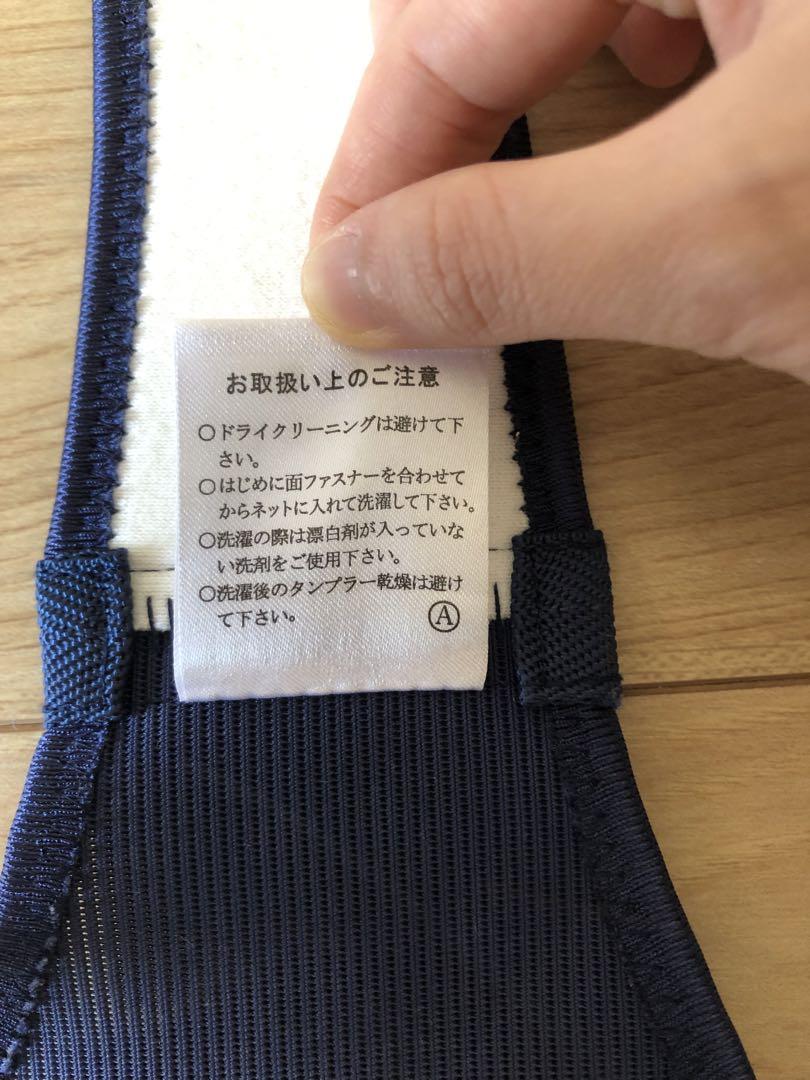 お取扱い上のご注意
○ドライクリーニングは避けて下
さい。
○はじめに面ファスナーを合わせて
からネットに入れて洗濯して下さい。
○洗濯の際は漂白剤が入っていな
い洗剤をご使用下さい。
○洗濯後のタンブラー乾燥は避け
て下さい。
Ⓐ